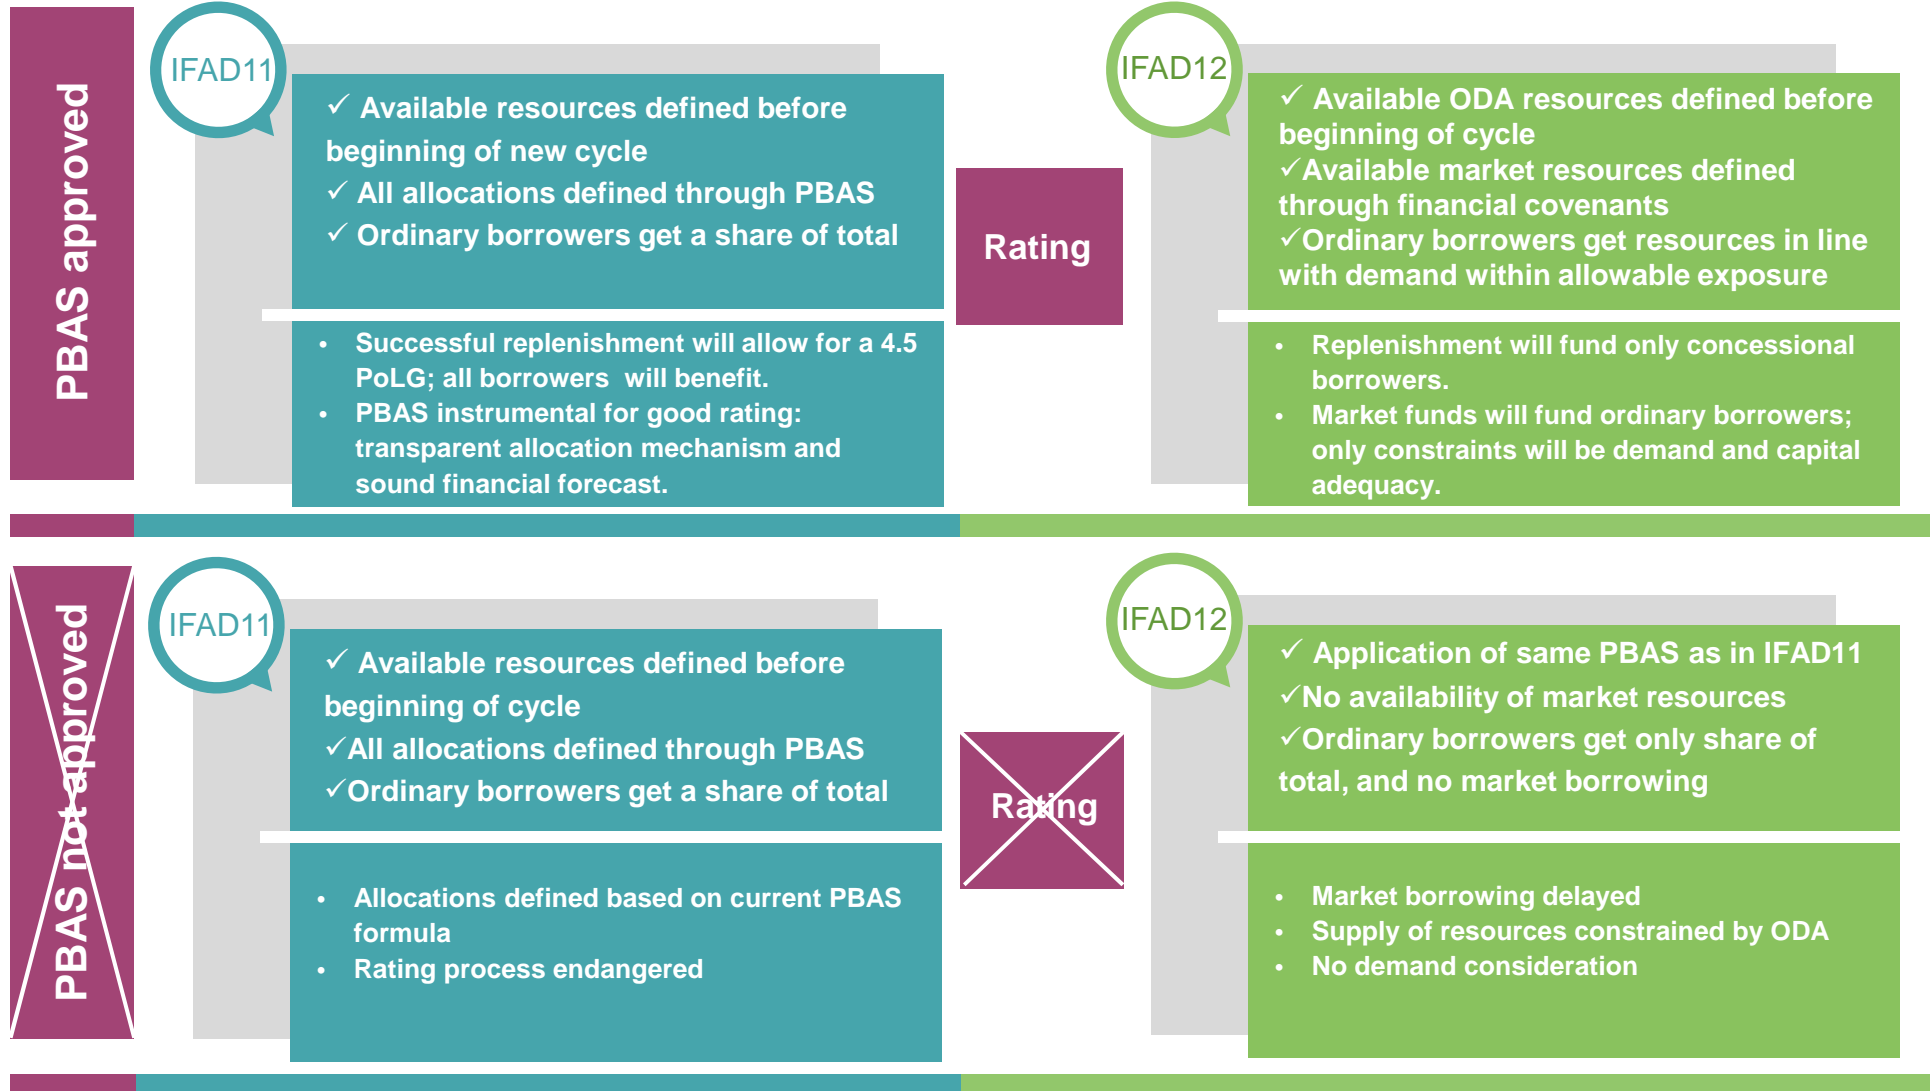 PBAS approved
IFAD11
✓ Available resources defined before
beginning of new cycle
✓ All allocations defined through PBAS
✓ Ordinary borrowers get a share of total
• Successful replenishment will allow for a 4.5
PoLG; all borrowers will benefit.
• PBAS instrumental for good rating:
transparent allocation mechanism and
sound financial forecast.
Rating
IFAD12
✓ Available ODA resources defined before
beginning of cycle
✓Available market resources defined
through financial covenants
✓Ordinary borrowers get resources in line
with demand within allowable exposure
• Replenishment will fund only concessional
borrowers.
• Market funds will fund ordinary borrowers;
only constraints will be demand and capital
adequacy.
PBAS not approved
IFAD11
✓ Available resources defined before
beginning of cycle
✓All allocations defined through PBAS
✓Ordinary borrowers get a share of total
• Allocations defined based on current PBAS
formula
• Rating process endangered
Rating
IFAD12
✓ Application of same PBAS as in IFAD11
✓No availability of market resources
✓Ordinary borrowers get only share of
total, and no market borrowing
• Market borrowing delayed
• Supply of resources constrained by ODA
• No demand consideration